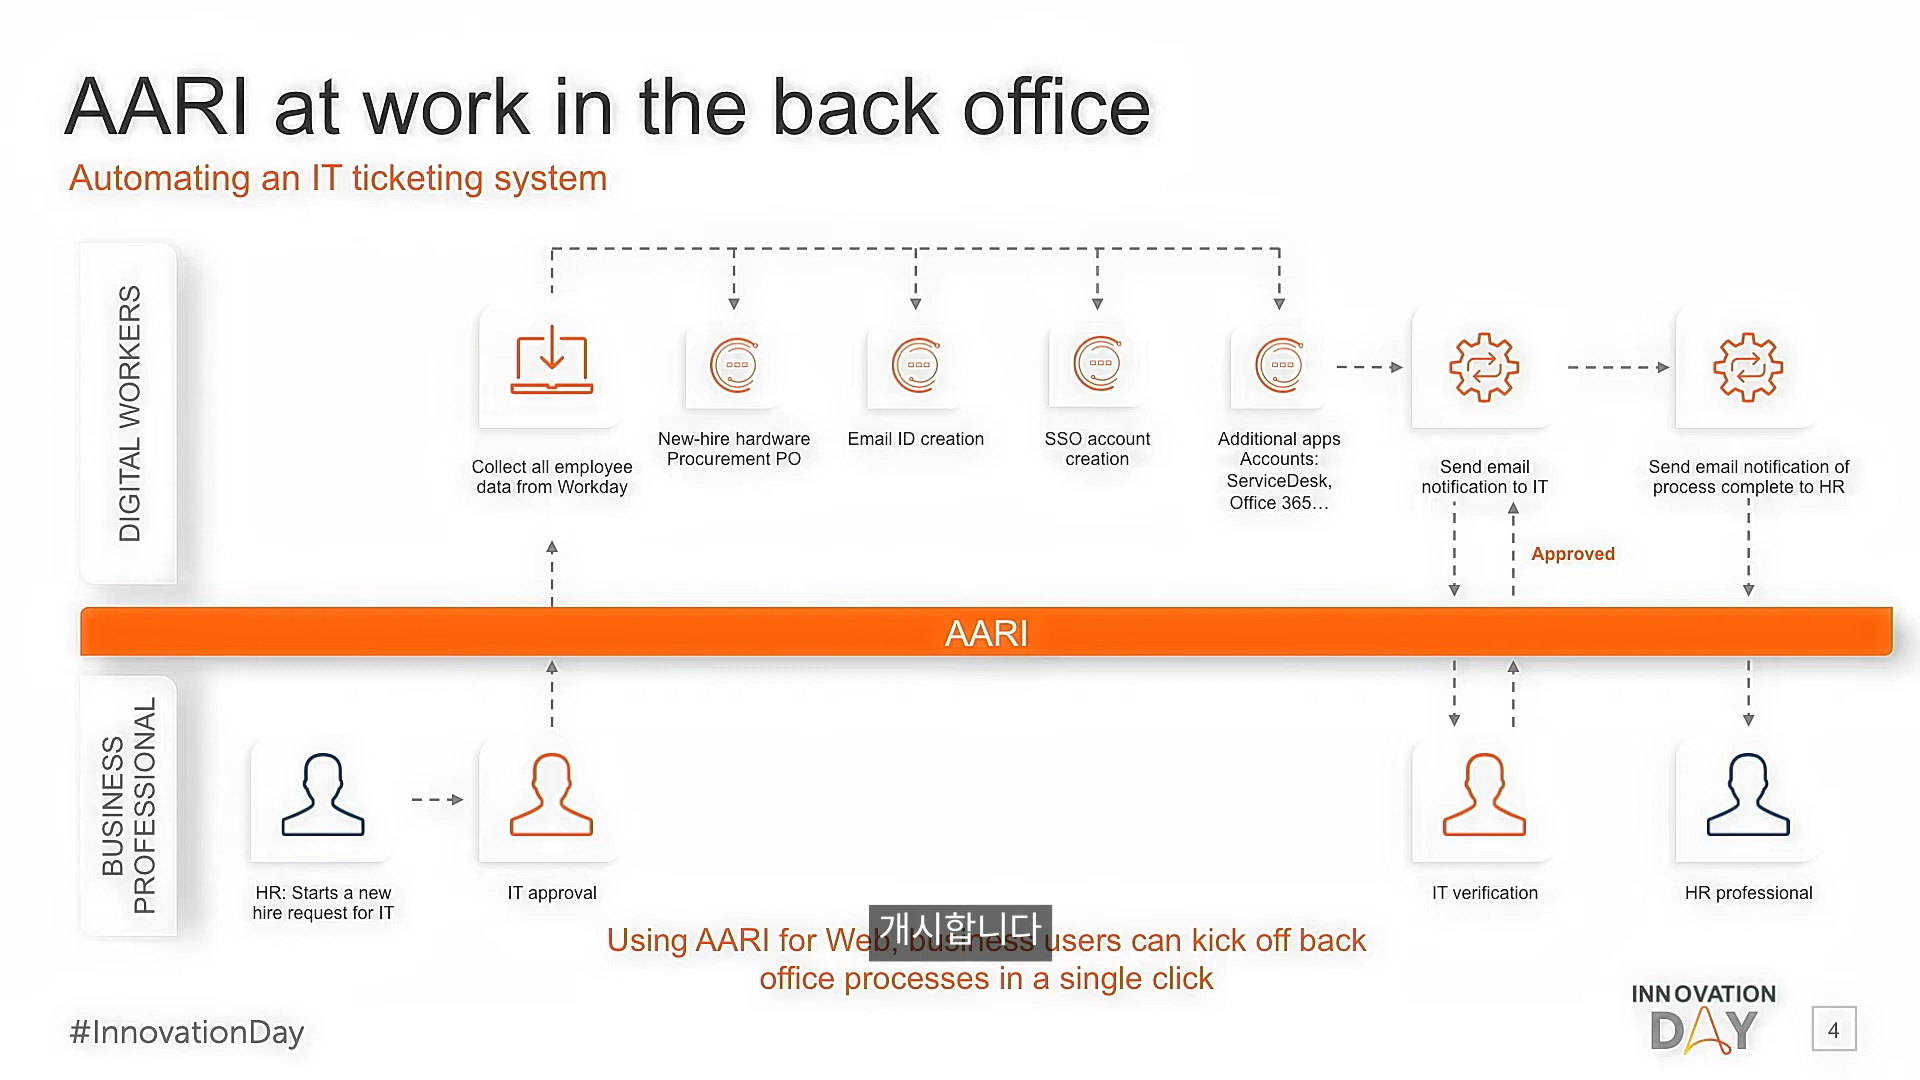 AARI at work in the back office
Automating an IT ticketing system
DIGITAL WORKERS
Collect all employee
data from Workday
New-hire hardware
Procurement PO
Email ID creation
SSO account
creation
Additional apps
Accounts:
ServiceDesk,
Office 365...
Send email
notification to IT
Send email notification of
process complete to HR
Approved
AARI
BUSINESS
PROFESSIONAL
HR: Starts a new
hire request for IT
IT approval
IT verification
HR professional
Using AARI for Web, business users can kick off back
office processes in a single click
개시합니다
#InnovationDay
INNOVATION
DAY
4